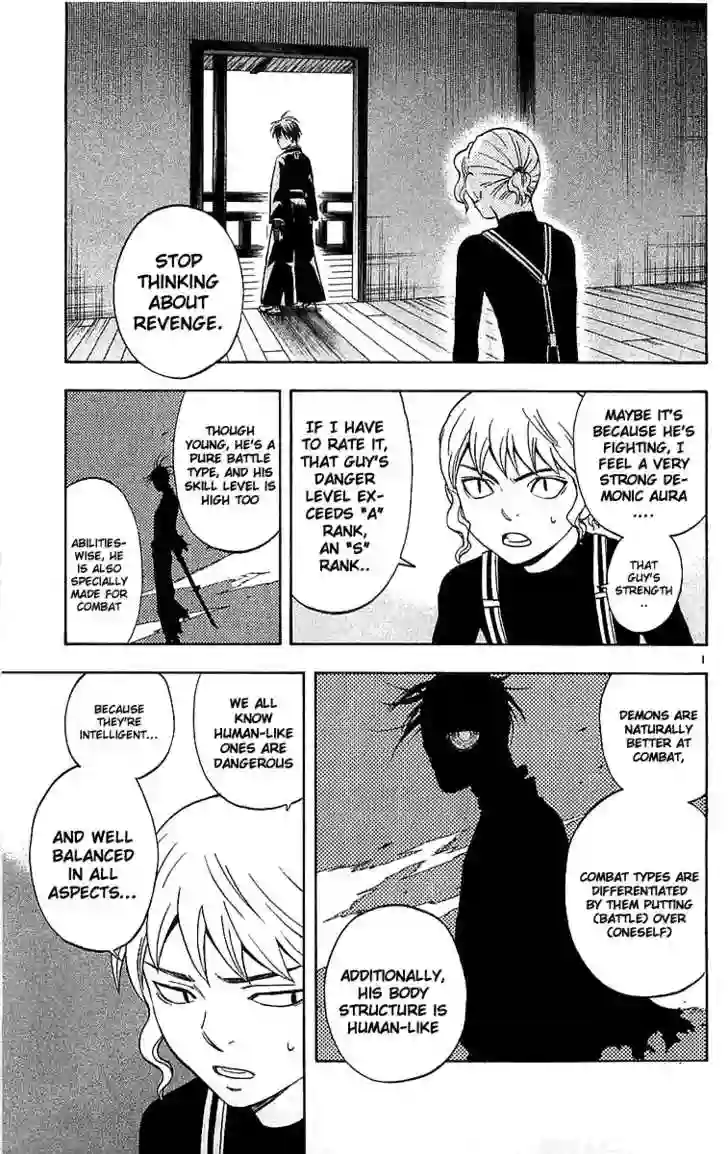 STOP
THINKING
ABOUT
REVENGE.
MAYBE IT'S
BECAUSE HE'S
FIGHTING, I
FEEL A VERY
STRONG DE-
MONIC AURA
....
THAT
GUY'S
STRENGTH
..
IF I HAVE
TO RATE IT,
THAT GUY'S
DANGER
LEVEL EX-
CEEDS "A"
RANK,
AN "S"
RANK..
THOUGH
YOUNG, HE'S A
PURE BATTLE
TYPE, AND HIS
SKILL LEVEL IS
HIGH TOO
ABILITIES-
WISE, HE
IS ALSO
SPECIALLY
MADE FOR
COMBAT
1
DEMONS ARE
NATURALLY
BETTER AT
COMBAT,
COMBAT TYPES ARE
DIFFERENTIATED
BY THEM PUTTING
(BATTLE) OVER
(ONESELF)
ADDITIONALLY,
HIS BODY
STRUCTURE IS
HUMAN-LIKE
WE ALL
KNOW
HUMAN-LIKE
ONES ARE
DANGEROUS
BECAUSE
THEY'RE
INTELLIGENT...
AND WELL
BALANCED
IN ALL
ASPECTS...